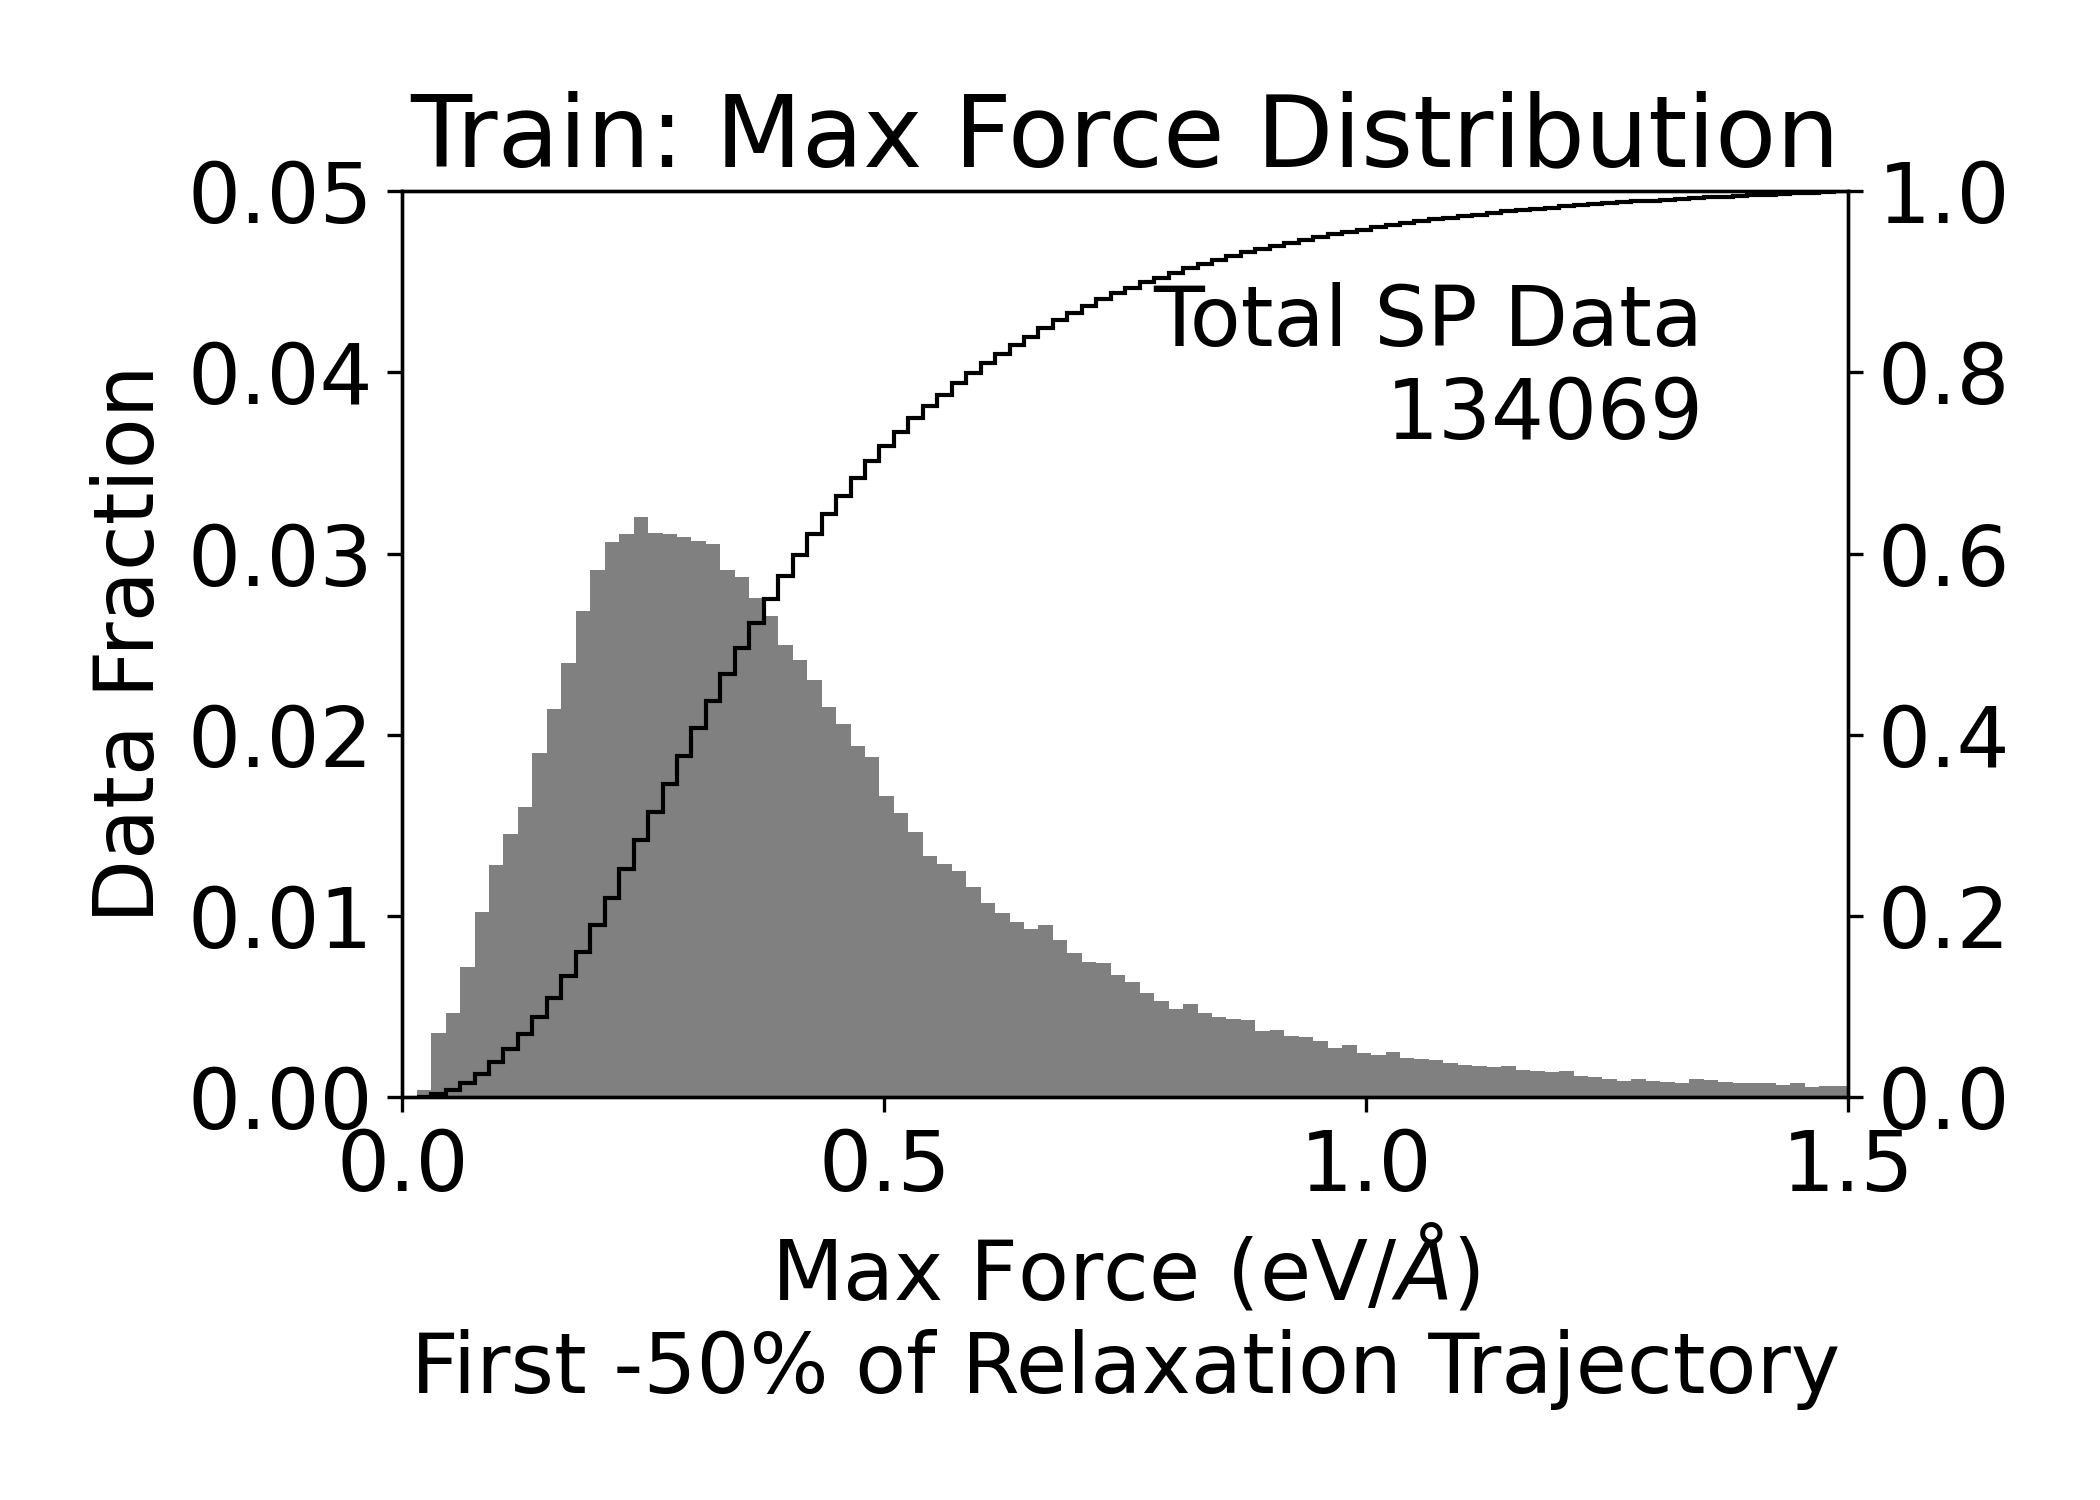 Train: Max Force Distribution
0.05
0.04
0.03
0.02
0.01
0.00
Data Fraction
1.0
0.8
0.6
0.4
0.2
0.0
Total SP Data
134069
0.0 0.5 1.0 1.5
Max Force (eV/Å)
First -50% of Relaxation Trajectory